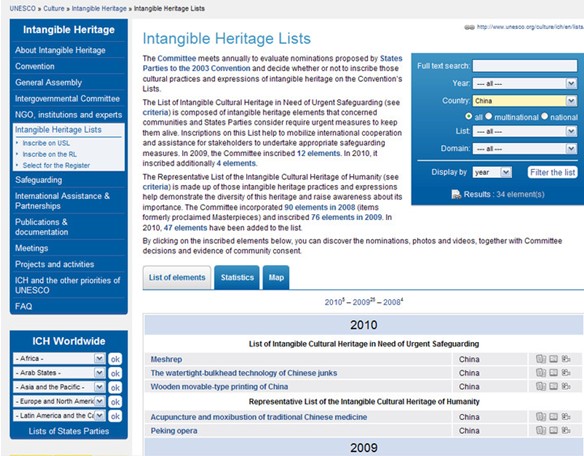 UNESCO » Culture » Intangible Heritage » Intangible Heritage Lists
http://www.unesco.org/culture/ich/en/lists
Intangible Heritage
About Intangible Heritage
Convention
General Assembly
Intergovernmental Committee
NGO, institutions and experts
Intangible Heritage Lists
» Inscribe on USL
» Inscribe on the RL
» Select for the Register
Safeguarding
International Assistance &
Partnerships
Publications &
documentation
Meetings
Projects and activities
ICH and the other priorities of
UNESCO
FAQ
ICH Worldwide
- Africa - ok
- Arab States - ok
- Asia and the Pacific - ok
- Europe and North Americ ok
- Latin America and the Ca ok
Lists of States Parties
Intangible Heritage Lists
The Committee meets annually to evaluate nominations proposed by States
Parties to the 2003 Convention and decide whether or not to inscribe those
cultural practices and expressions of intangible heritage on the Convention's
Lists.
The List of Intangible Cultural Heritage in Need of Urgent Safeguarding (see
criteria) is composed of intangible heritage elements that concerned
communities and States Parties consider require urgent measures to keep
them alive. Inscriptions on this List help to mobilize international cooperation
and assistance for stakeholders to undertake appropriate safeguarding
measures. In 2009, the Committee inscribed 12 elements. In 2010, it
inscribed additionally 4 elements.
The Representative List of the Intangible Cultural Heritage of Humanity (see
criteria) is made up of those intangible heritage practices and expressions
help demonstrate the diversity of this heritage and raise awareness about its
importance. The Committee incorporated 90 elements in 2008 (items
formerly proclaimed Masterpieces) and inscribed 76 elements in 2009. In
2010, 47 elements have been added to the list.
By clicking on the inscribed elements below, you can discover the nominations, photos and videos, together with Committee
decisions and evidence of community consent.
Full text search:
Year: --- all ---
Country: China
all multinational national
List: --- all ---
Domain: --- all ---
Display by year Filter the list
Results : 34 element(s)
List of elements Statistics Map
2010⁵ – 2009²⁵ – 2008⁴
2010
List of Intangible Cultural Heritage in Need of Urgent Safeguarding
Meshrep China
The watertight-bulkhead technology of Chinese junks China
Wooden movable-type printing of China China
Representative List of the Intangible Cultural Heritage of Humanity
Acupuncture and moxibustion of traditional Chinese medicine China
Peking opera China
2009